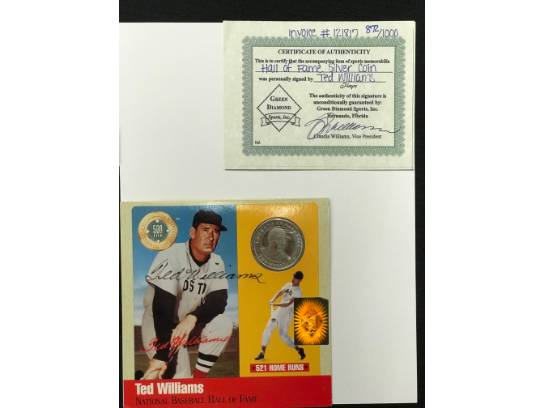 Invoice # 121817 872/1000
CERTIFICATE OF AUTHENTICITY
This is to certify that the accompanying item of sports memorabilia
Hall of Fame Silver Coin
was personally signed by Ted Williams
The authenticity of this signature is
unconditionally guaranteed by:
Green Diamond Sports, Inc.
Hernando, Florida
GREEN
DIAMOND
Sports, Inc.
Claudia Williams, Vice President
500
Ted Williams
OSTO
Ted Williams
521 HOME RUNS
Ted Williams
NATIONAL BASEBALL HALL OF FAME